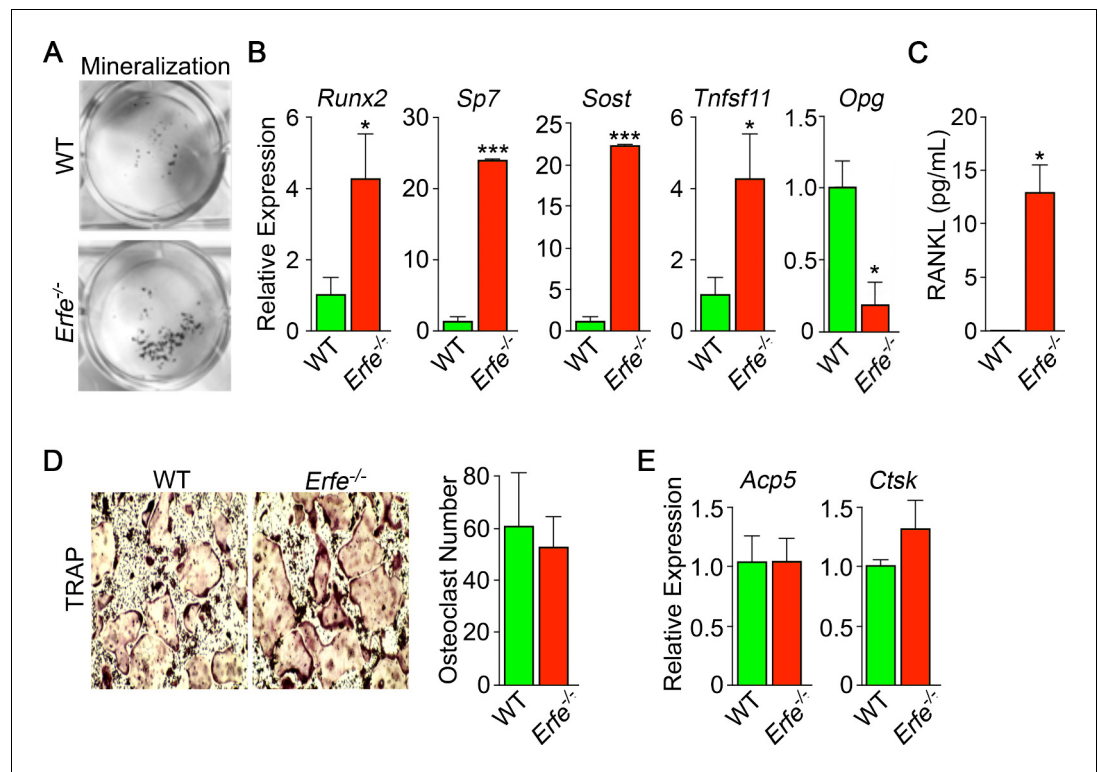 A
Mineralization
WT
Erfe-/-
B
Relative Expression
Runx2
6
4
2
0
*
WT
Erfe-/-
Sp7
30
20
10
0
***
WT
Erfe-/-
Sost
25
20
15
10
5
0
***
WT
Erfe-/-
Tnfsf11
6
4
2
0
*
WT
Erfe-/-
Opg
1.5
1.0
0.5
0
*
WT
Erfe-/-
C
RANKL (pg/mL)
20
15
10
5
0
*
WT
Erfe-/-
D
TRAP
WT
Erfe-/-
Osteoclast Number
80
60
40
20
0
WT
Erfe-/-
E
Relative Expression
Acp5
1.5
1.0
0.5
0
WT
Erfe-/-
Ctsk
1.5
1.0
0.5
0
WT
Erfe-/-